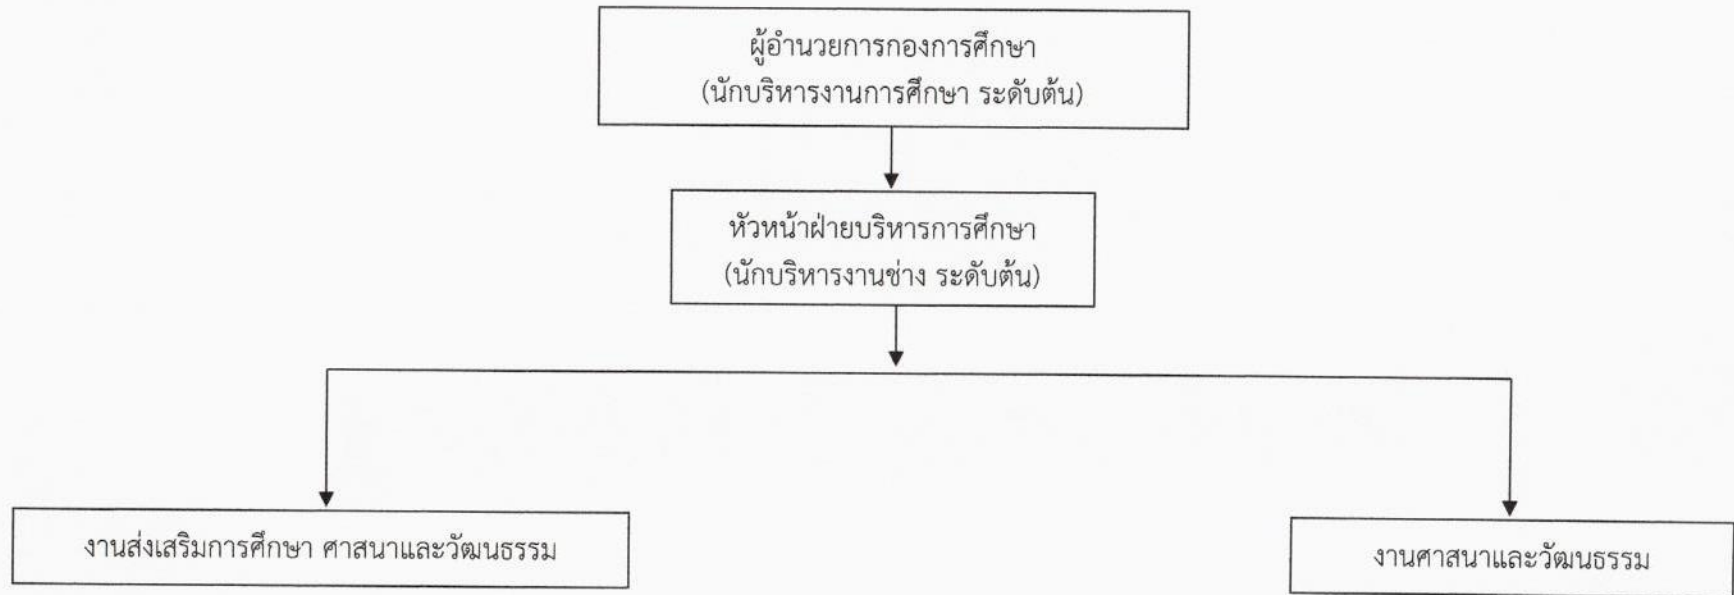 ผู้อำนวยการกองการศึกษา
(นักบริหารงานการศึกษา ระดับต้น)
หัวหน้าฝ่ายบริหารการศึกษา
(นักบริหารงานช่าง ระดับต้น)
งานส่งเสริมการศึกษา ศาสนาและวัฒนธรรม
งานศาสนาและวัฒนธรรม